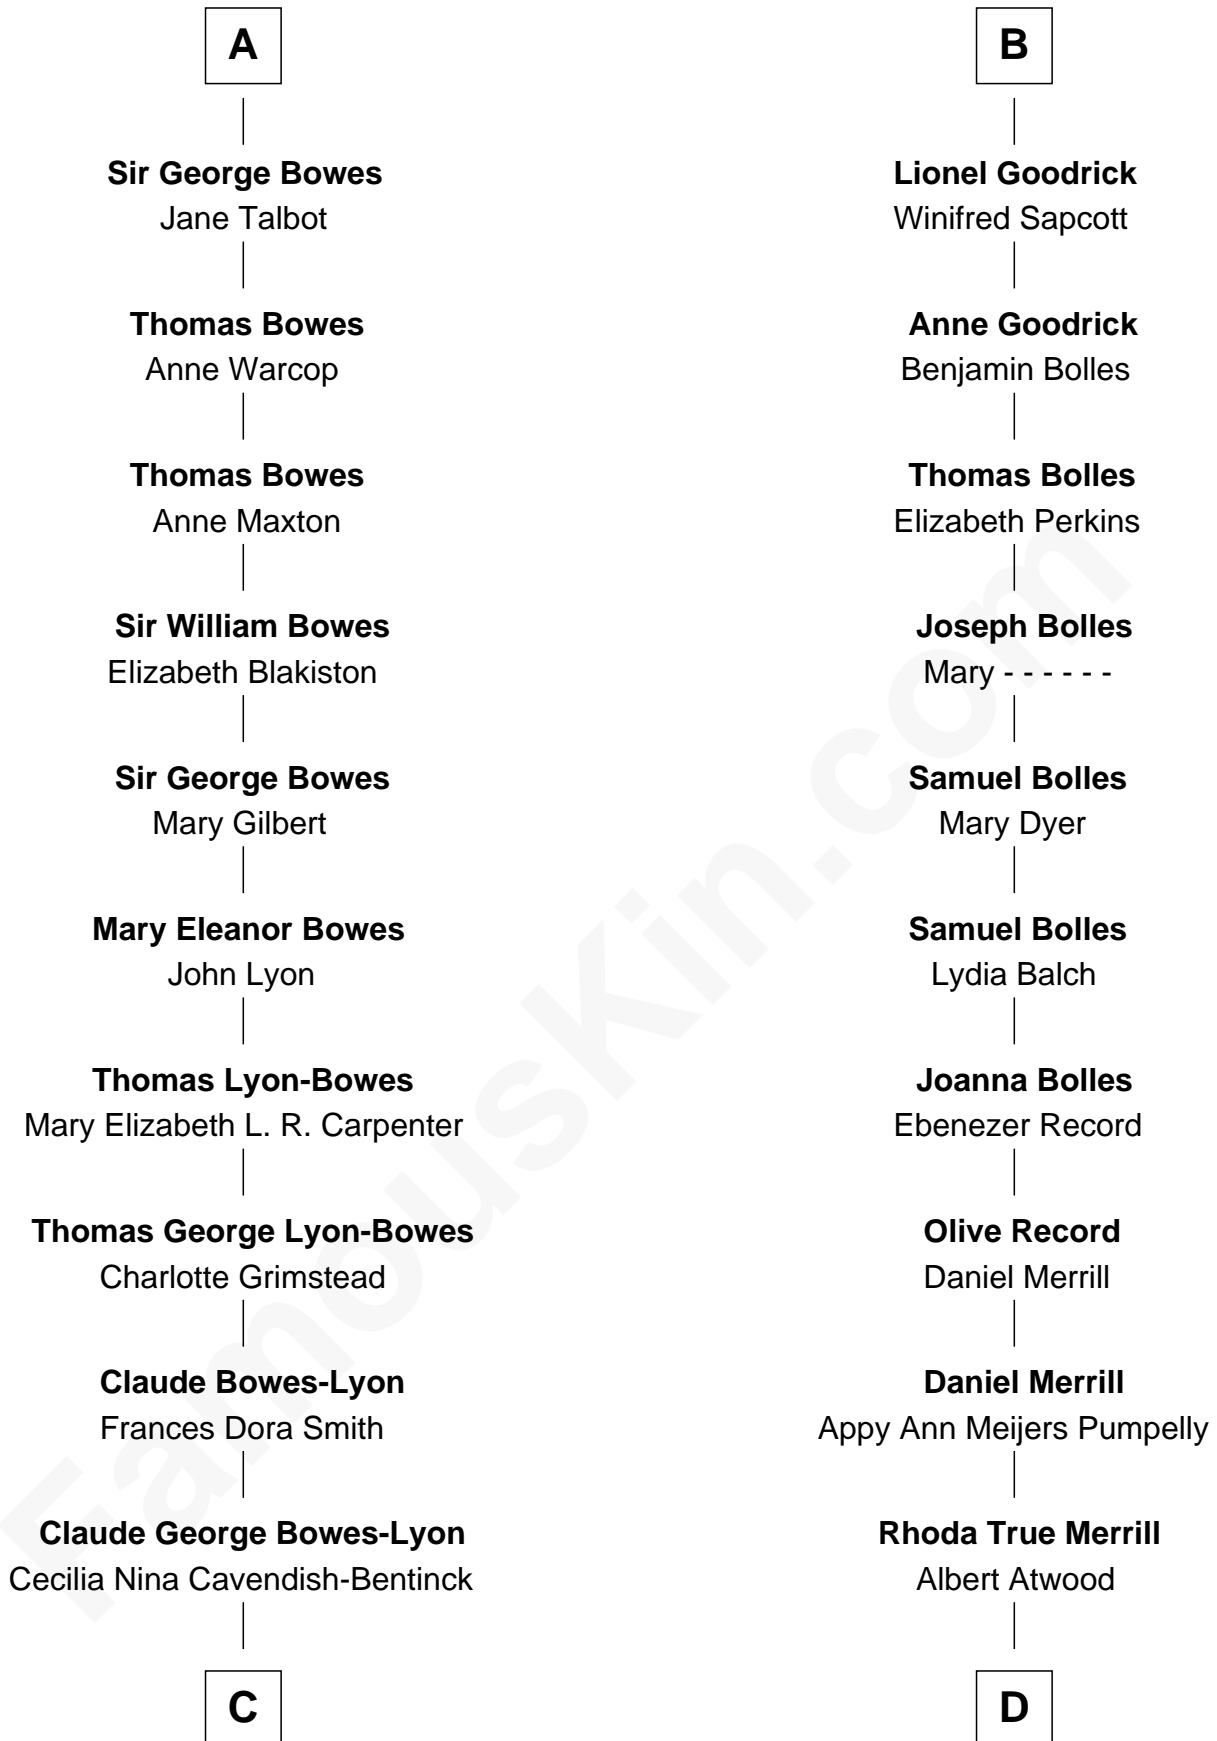 A
Sir George Bowes
Jane Talbot
Thomas Bowes
Anne Warcop
Thomas Bowes
Anne Maxton
Sir William Bowes
Elizabeth Blakiston
Sir George Bowes
Mary Gilbert
Mary Eleanor Bowes
John Lyon
Thomas Lyon-Bowes
Mary Elizabeth L. R. Carpenter
Thomas George Lyon-Bowes
Charlotte Grimstead
Claude Bowes-Lyon
Frances Dora Smith
Claude George Bowes-Lyon
Cecilia Nina Cavendish-Bentinck
C
B
Lionel Goodrick
Winifred Sapcott
Anne Goodrick
Benjamin Bolles
Thomas Bolles
Elizabeth Perkins
Joseph Bolles
Mary - - - - - -
Samuel Bolles
Mary Dyer
Samuel Bolles
Lydia Balch
Joanna Bolles
Ebenezer Record
Olive Record
Daniel Merrill
Daniel Merrill
Appy Ann Meijers Pumpelly
Rhoda True Merrill
Albert Atwood
D
FamousKin.com